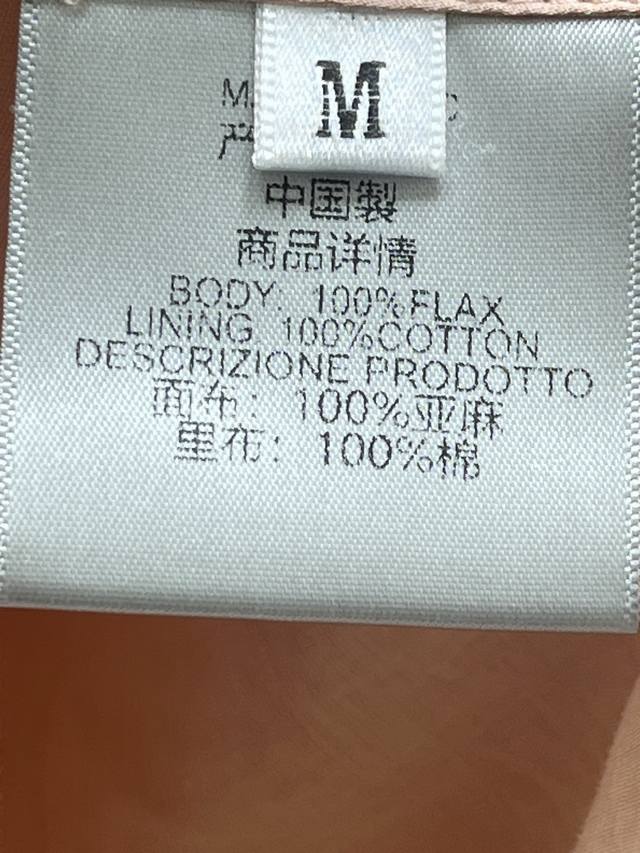 M
中国製
商品详情
BODY: 100%FLAX
LINING: 100%COTTON
DESCRIZIONE PRODOTTO
面布: 100%亚麻
里布: 100%棉